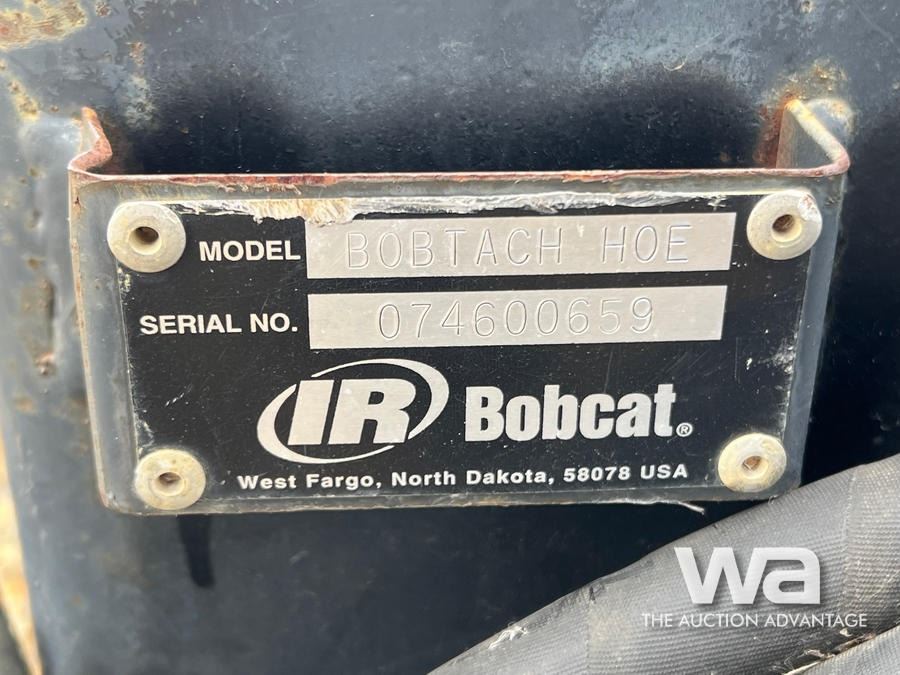 MODEL BOBTACH HOE
SERIAL NO. 074600659
IR Bobcat®
West Fargo, North Dakota, 58078 USA
wa
THE AUCTION ADVANTAGE